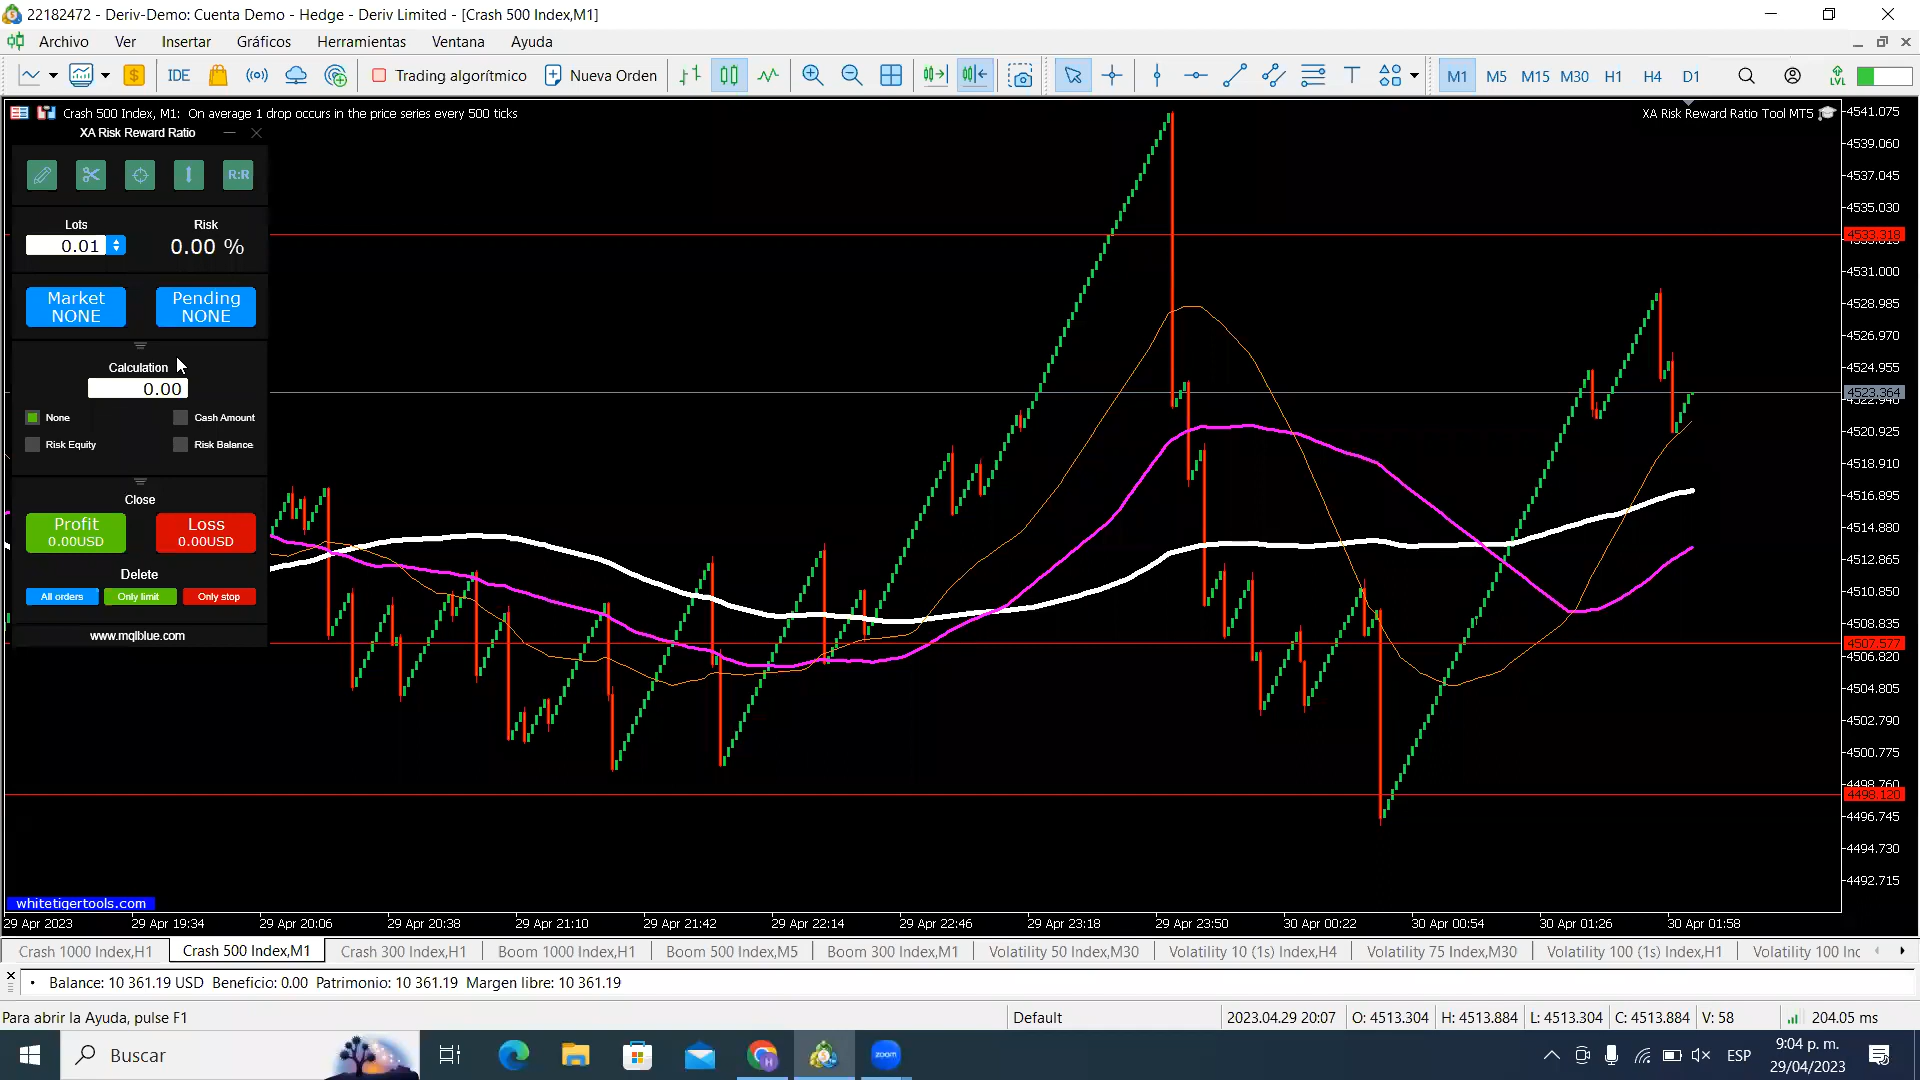 22182472 - Deriv-Demo: Cuenta Demo - Hedge - Deriv Limited - [Crash 500 Index,M1]
Archivo Ver Insertar Gráficos Herramientas Ventana Ayuda
IDE Trading algorítmico Nueva Orden M1 M5 M15 M30 H1 H4 D1 LVL
Crash 500 Index, M1: On average 1 drop occurs in the price series every 500 ticks
XA Risk Reward Ratio Tool MT5
XA Risk Reward Ratio
R:R
Lots Risk
0.01 0.00 %
Market Pending
NONE NONE
Calculation
0.00
None Cash Amount
Risk Equity Risk Balance
Close
Profit Loss
0.00USD 0.00USD
Delete
All orders Only limit Only stop
www.mqlblue.com
whitetigertools.com
4541.075
4539.060
4537.045
4535.030
4533.318
4531.000
4528.985
4526.970
4524.955
4523.364
4522.940
4520.925
4518.910
4516.895
4514.880
4512.865
4510.850
4508.835
4507.577
4506.820
4504.805
4502.790
4500.775
4498.760
4498.120
4496.745
4494.730
4492.715
29 Apr 2023 29 Apr 19:34 29 Apr 20:06 29 Apr 20:38 29 Apr 21:10 29 Apr 21:42 29 Apr 22:14 29 Apr 22:46 29 Apr 23:18 29 Apr 23:50 30 Apr 00:22 30 Apr 00:54 30 Apr 01:26 30 Apr 01:58
Crash 1000 Index,H1 Crash 500 Index,M1 Crash 300 Index,H1 Boom 1000 Index,H1 Boom 500 Index,M5 Boom 300 Index,M1 Volatility 50 Index,M30 Volatility 10 (1s) Index,H4 Volatility 75 Index,M30 Volatility 100 (1s) Index,H1 Volatility 100 Inc
Balance: 10 361.19 USD Beneficio: 0.00 Patrimonio: 10 361.19 Margen libre: 10 361.19
Para abrir la Ayuda, pulse F1 Default 2023.04.29 20:07 O: 4513.304 H: 4513.884 L: 4513.304 C: 4513.884 V: 58 204.05 ms
Buscar zoom ESP 9:04 p. m.
29/04/2023